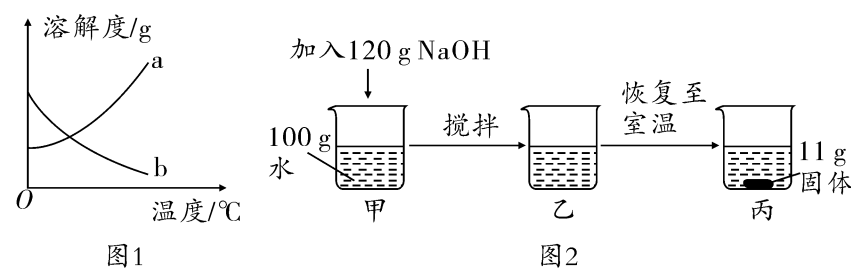 溶解度/g
a
b
O
温度/℃
图1
加入120 g NaOH
100 g
水
搅拌
恢复至
室温
11 g
固体
甲
乙
丙
图2